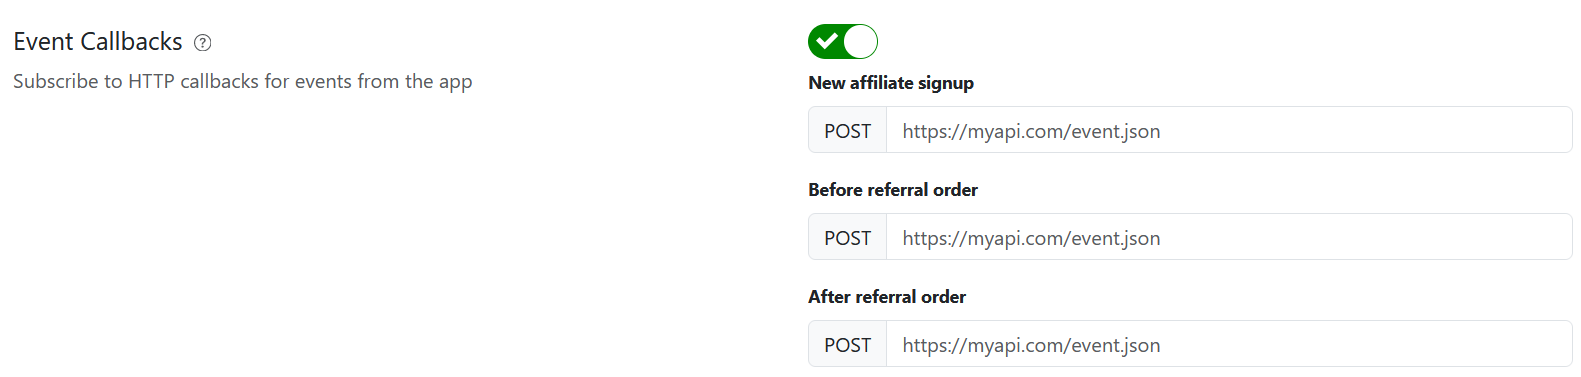 Event Callbacks
Subscribe to HTTP callbacks for events from the app
New affiliate signup
POST https://myapi.com/event.json
Before referral order
POST https://myapi.com/event.json
After referral order
POST https://myapi.com/event.json